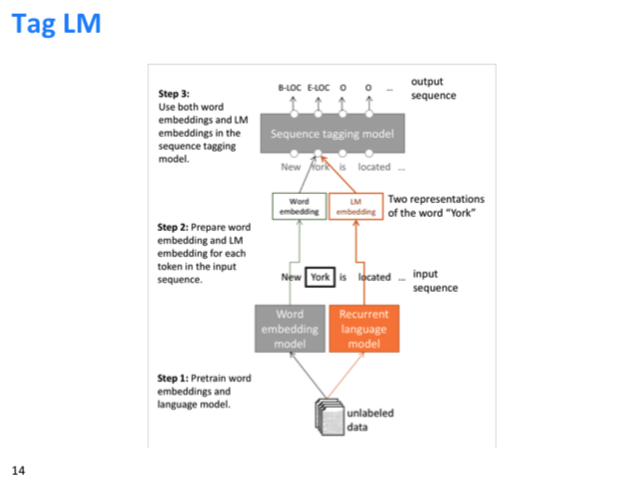 Tag LM
Step 3:
Use both word
embeddings and LM
embeddings in the
sequence tagging
model.
B-LOC E-LOC O O ...
output
sequence
Sequence tagging model
New York is located ...
Word
embedding
LM
embedding
Two representations
of the word “York”
Step 2: Prepare word
embedding and LM
embedding for each
token in the input
sequence.
New York is located ...
input
sequence
Word
embedding
model
Recurrent
language
model
Step 1: Pretrain word
embeddings and
language model.
unlabeled
data
14